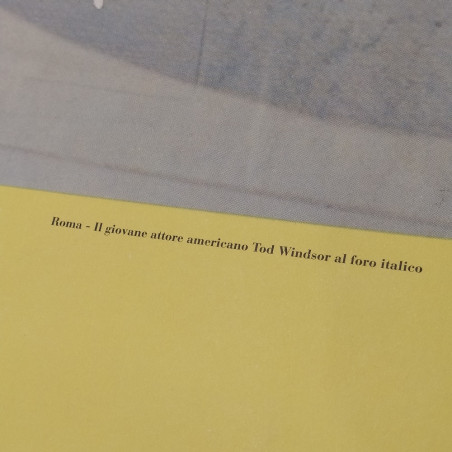 Roma - Il giovane attore americano Tod Windsor al foro italico